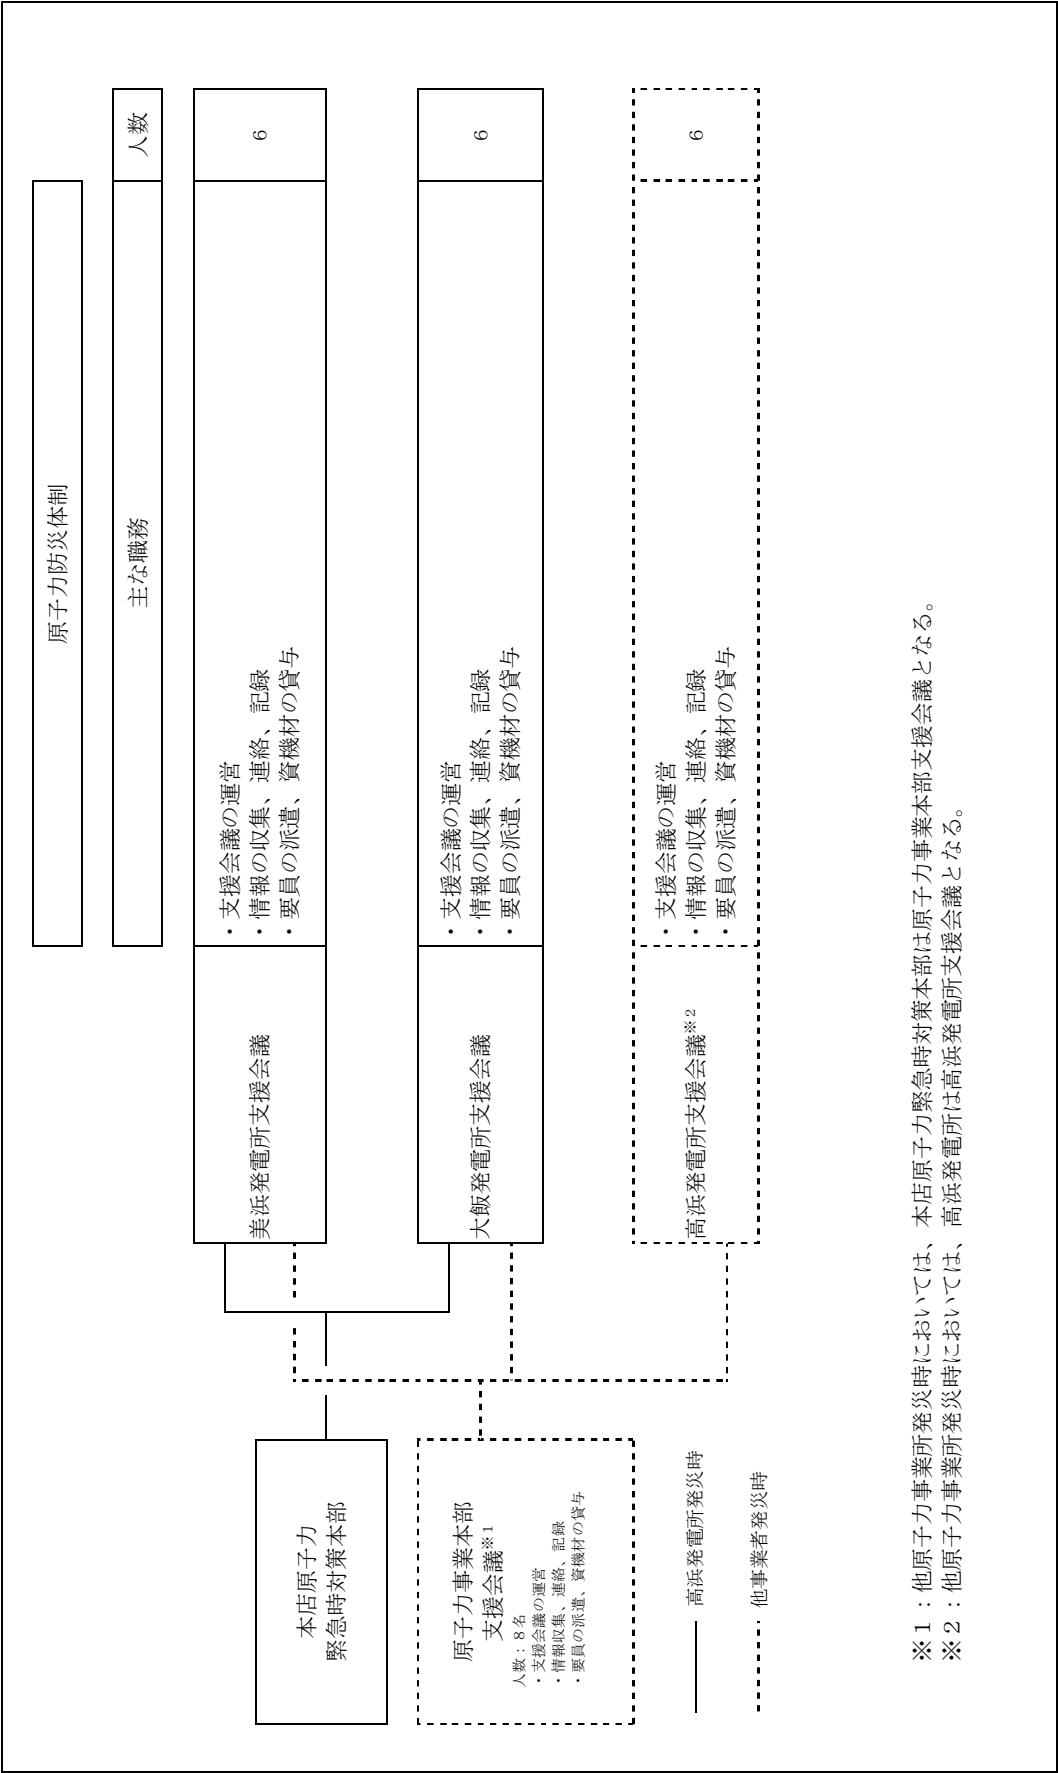 原子力防災体制
主な職務
人数
本店原子力
緊急時対策本部
美浜発電所支援会議
・支援会議の運営
・情報の収集、連絡、記録
・要員の派遣、資機材の貸与
6
大飯発電所支援会議
・支援会議の運営
・情報の収集、連絡、記録
・要員の派遣、資機材の貸与
6
原子力事業本部
支援会議※1
人数：８名
・支援会議の運営
・情報収集、連絡、記録
・要員の派遣、資機材の貸与
高浜発電所支援会議※2
・支援会議の運営
・情報の収集、連絡、記録
・要員の派遣、資機材の貸与
6
高浜発電所発災時
他事業者発災時
※１：他原子力事業所発災時においては、本店原子力緊急時対策本部は原子力事業本部支援会議となる。
※２：他原子力事業所発災時においては、高浜発電所は高浜発電所支援会議となる。